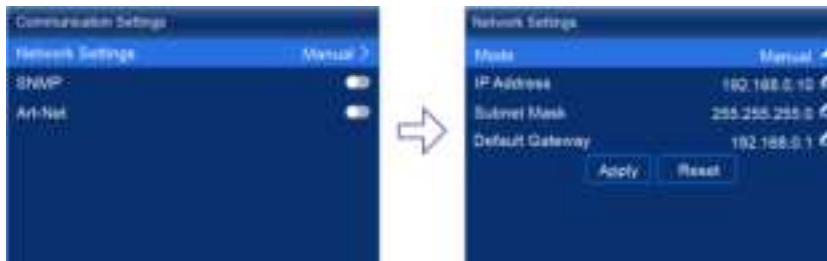 Communication Settings
Network Settings Manual >
SNMP
Art-Net
Network Settings
Mode Manual
IP Address 192.168.0.10
Subnet Mask 255.255.255.0
Default Gateway 192.168.0.1
Apply Reset